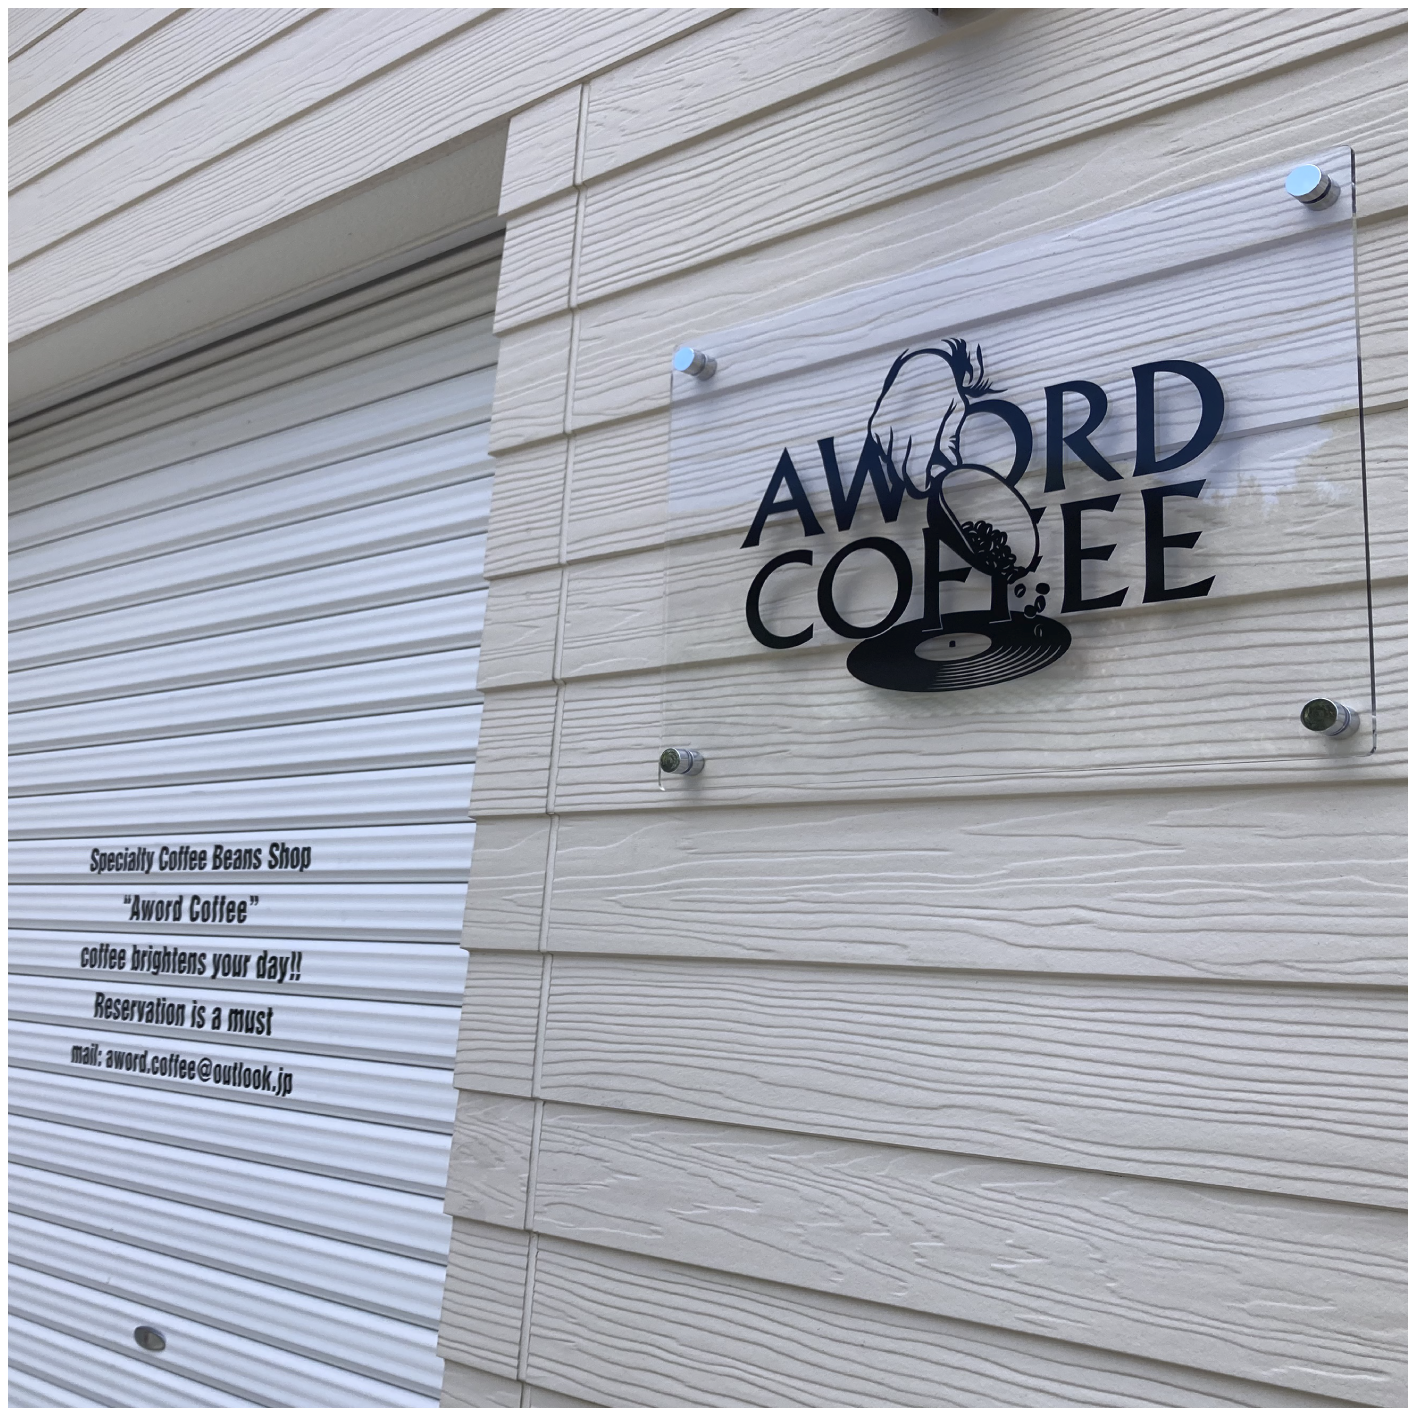 AWORD
COFFEE
Specialty Coffee Beans Shop
“Aword Coffee”
coffee brightens your day!!
Reservation is a must
mail: aword.coffee@outlook.jp